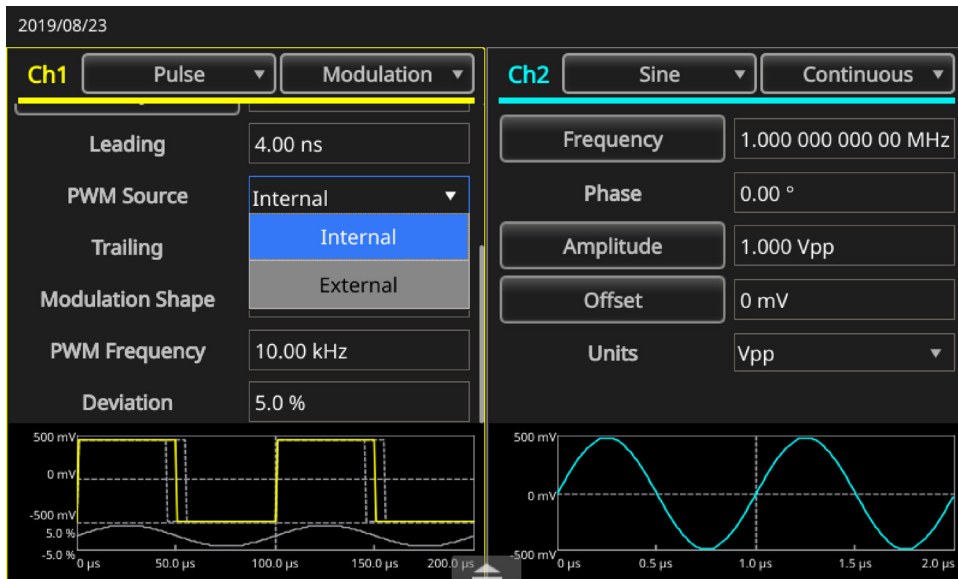 2019/08/23
Ch1 Pulse Modulation
Leading 4.00 ns
PWM Source Internal
Internal
Trailing
External
Modulation Shape
PWM Frequency 10.00 kHz
Deviation 5.0 %
500 mV
0 mV
-500 mV
5.0 %
-5.0 %
0 µs 50.0 µs 100.0 µs 150.0 µs 200.0 µs
Ch2 Sine Continuous
Frequency 1.000 000 000 00 MHz
Phase 0.00 °
Amplitude 1.000 Vpp
Offset 0 mV
Units Vpp
500 mV
0 mV
-500 mV
0 µs 0.5 µs 1.0 µs 1.5 µs 2.0 µs